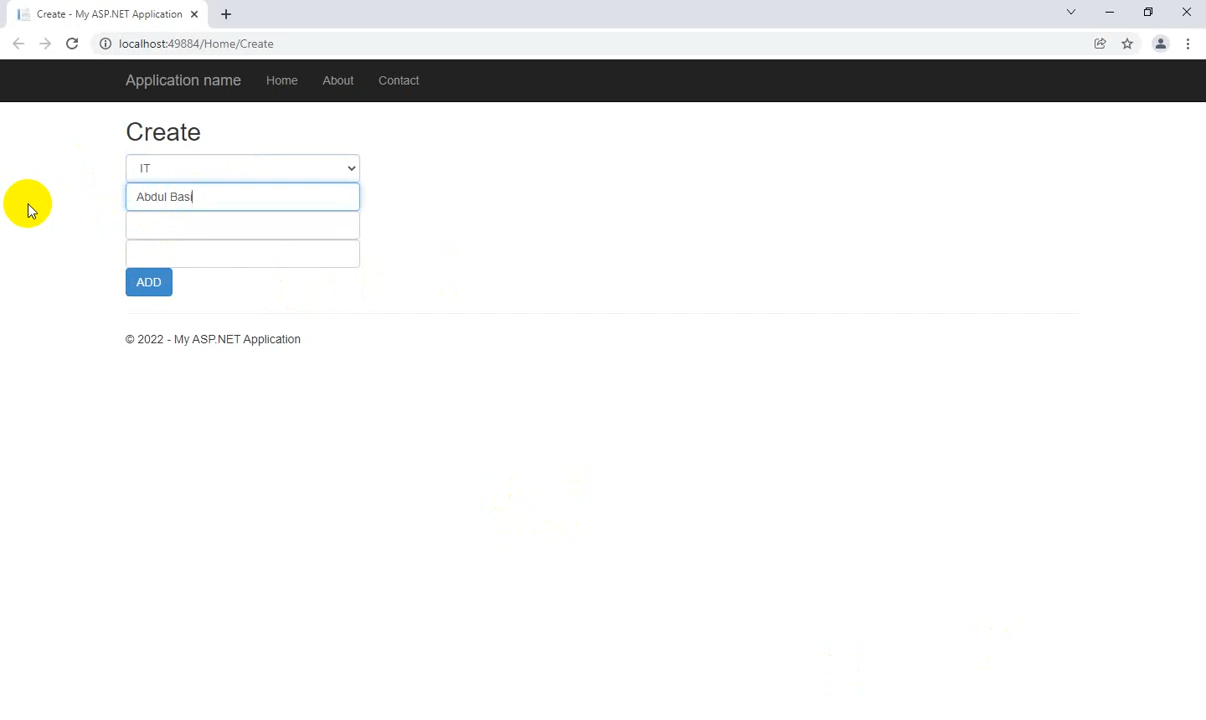 Create - My ASP.NET Application
localhost:49884/Home/Create
Application name Home About Contact
Create
IT
Abdul Basi
ADD
© 2022 - My ASP.NET Application